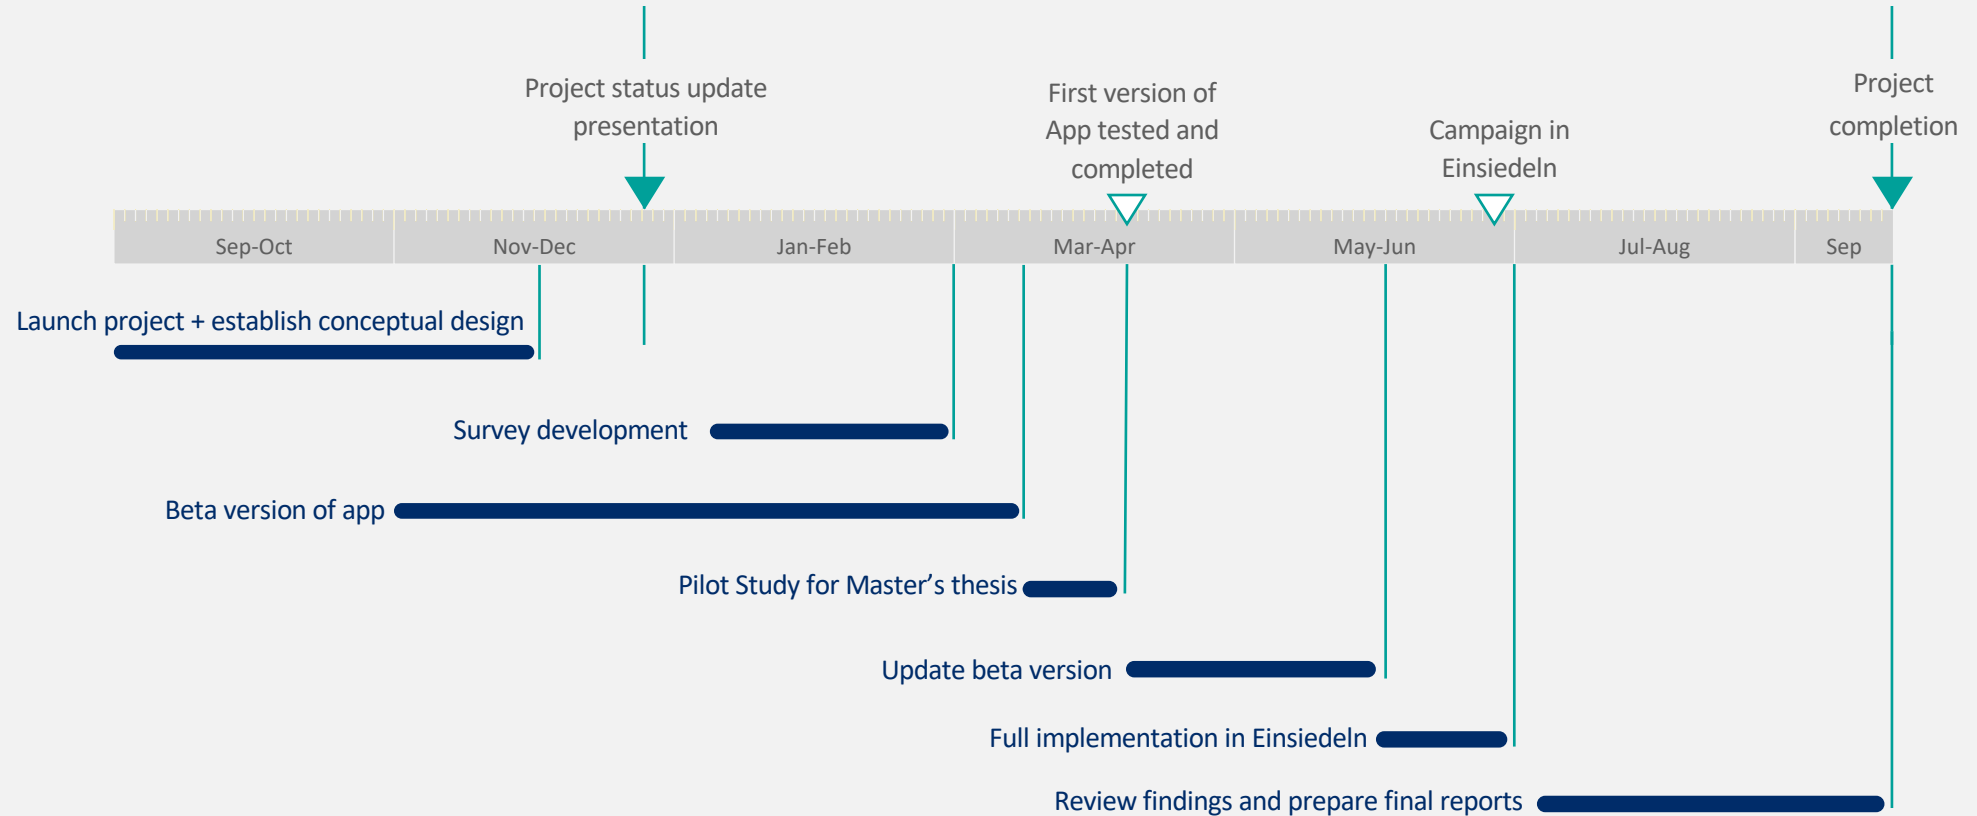 Project status update
presentation
First version of
App tested and
completed
Campaign in
Einsiedeln
Project
completion
Sep-Oct
Nov-Dec
Jan-Feb
Mar-Apr
May-Jun
Jul-Aug
Sep
Launch project + establish conceptual design
Survey development
Beta version of app
Pilot Study for Master’s thesis
Update beta version
Full implementation in Einsiedeln
Review findings and prepare final reports